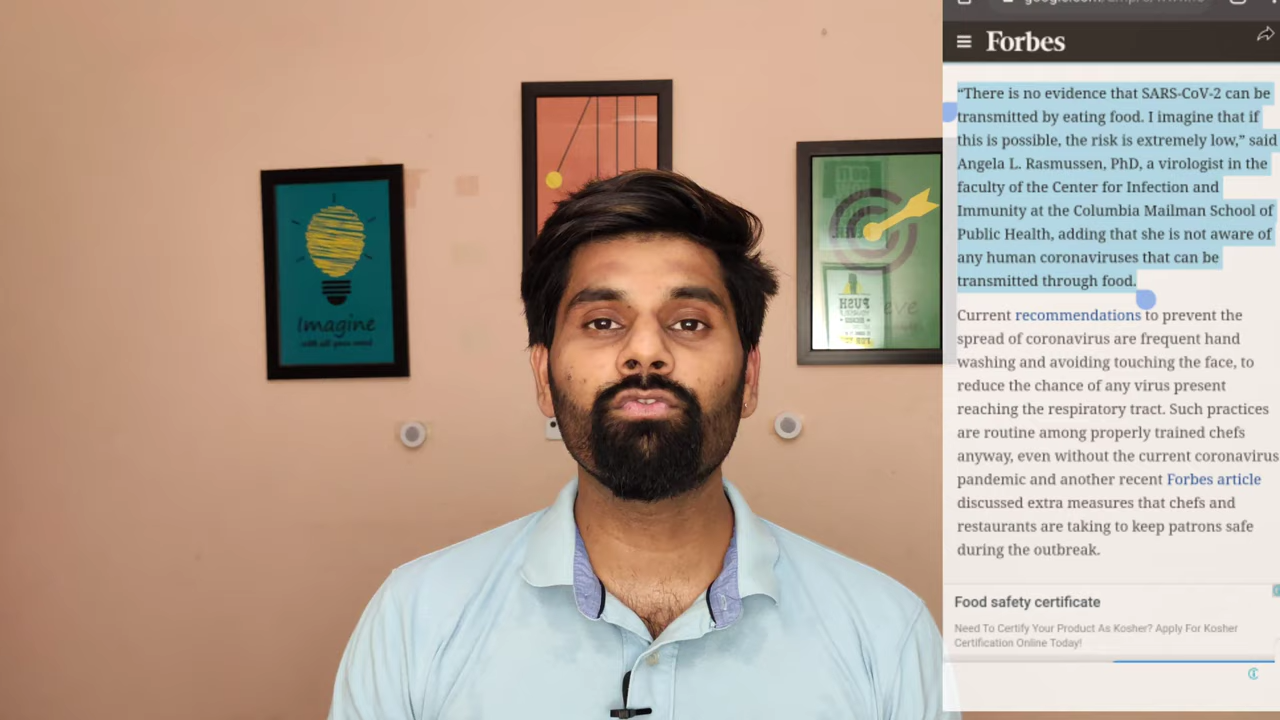 Imagine
with all your mind
PUSH
Forbes
“There is no evidence that SARS-CoV-2 can be
transmitted by eating food. I imagine that if
this is possible, the risk is extremely low,” said
Angela L. Rasmussen, PhD, a virologist in the
faculty of the Center for Infection and
Immunity at the Columbia Mailman School of
Public Health, adding that she is not aware of
any human coronaviruses that can be
transmitted through food.
Current recommendations to prevent the
spread of coronavirus are frequent hand
washing and avoiding touching the face, to
reduce the chance of any virus present
reaching the respiratory tract. Such practices
are routine among properly trained chefs
anyway, even without the current coronavirus
pandemic and another recent Forbes article
discussed extra measures that chefs and
restaurants are taking to keep patrons safe
during the outbreak.
Food safety certificate
Need To Certify Your Product As Kosher? Apply For Kosher
Certification Online Today!